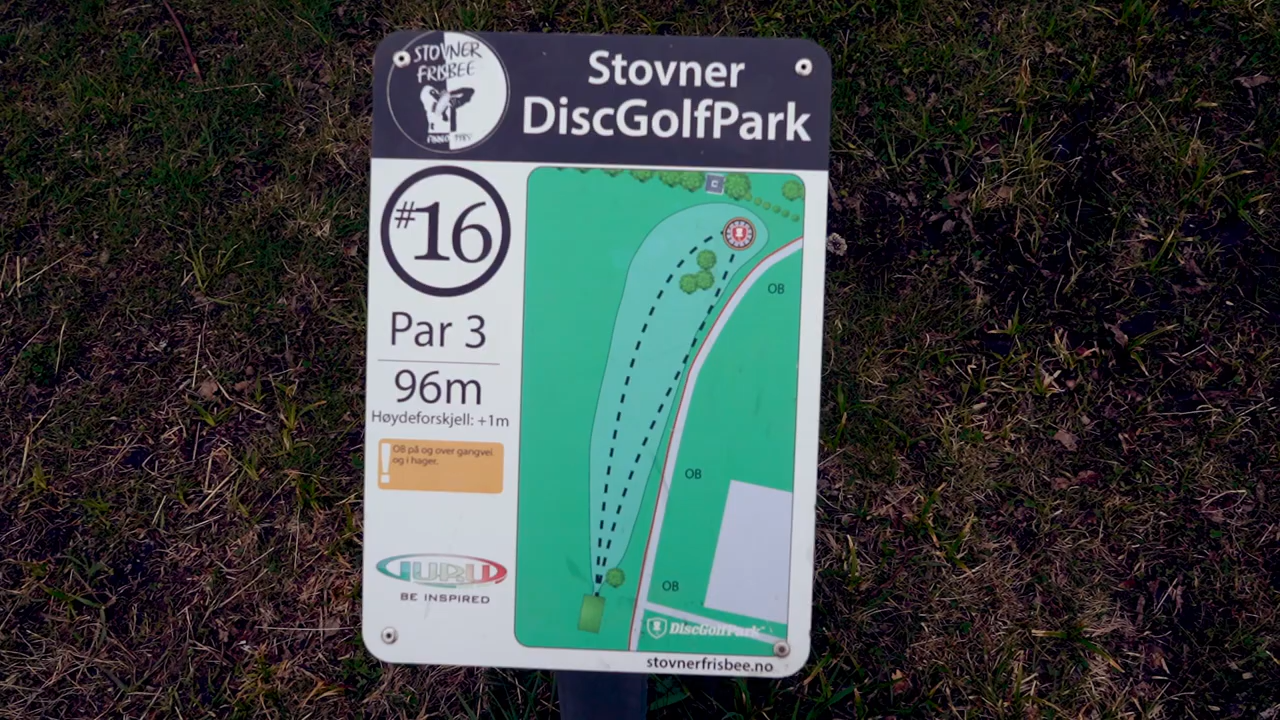 STOVNER
FRISBEE
Stovner
DiscGolfPark
#16
Par 3
96m
Høydeforskjell: +1m
! OB på og over gangvei.
og i hager.
GURU
BE INSPIRED
C
OB
OB
OB
DiscGolfPark
stovnerfrisbee.no